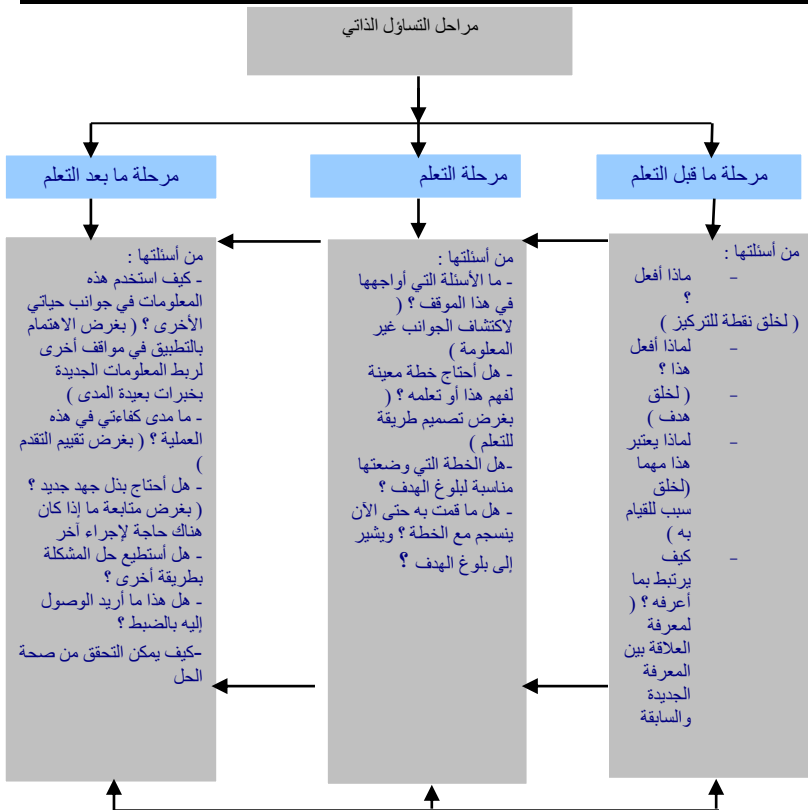 مراحل التساؤل الذاتي
مرحلة ما قبل التعلم
مرحلة التعلم
مرحلة ما بعد التعلم
من أسئلتها :
- ماذا أفعل
؟
( لخلق نقطة للتركيز )
- لماذا أفعل
هذا ؟
- ( لخلق
هدف )
- لماذا يعتبر
هذا مهما
(لخلق
سبب للقيام
به )
- كيف
يرتبط بما
أعرفه ؟ (
لمعرفة
العلاقة بين
المعرفة
الجديدة
والسابقة
من أسئلتها :
- ما الأسئلة التي أواجهها
في هذا الموقف ؟ (
لاكتشاف الجوانب غير
المعلومة )
- هل أحتاج خطة معينة
لفهم هذا أو تعلمه ؟ (
بغرض تصميم طريقة
للتعلم )
-هل الخطة التي وضعتها
مناسبة لبلوغ الهدف ؟
- هل ما قمت به حتى الآن
ينسجم مع الخطة ؟ ويشير
إلى بلوغ الهدف ؟
من أسئلتها :
- كيف استخدم هذه
المعلومات في جوانب حياتي
الأخرى ؟ ( بغرض الاهتمام
بالتطبيق في مواقف أخرى
لربط المعلومات الجديدة
بخبرات بعيدة المدى )
- ما مدى كفاءتي في هذه
العملية ؟ ( بغرض تقييم التقدم
)
- هل أحتاج بذل جهد جديد ؟
( بغرض متابعة ما إذا كان
هناك حاجة لإجراء آخر
- هل أستطيع حل المشكلة
بطريقة أخرى ؟
- هل هذا ما أريد الوصول
إليه بالضبط ؟
-كيف يمكن التحقق من صحة
الحل